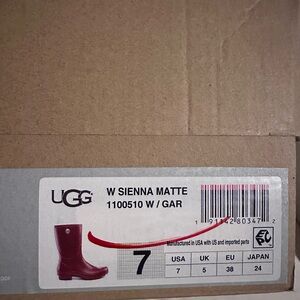 UGG
W SIENNA MATTE
1100510 W / GAR
Manufactured in USA with US and imported parts
7
USA UK EU JAPAN
7 5 38 24